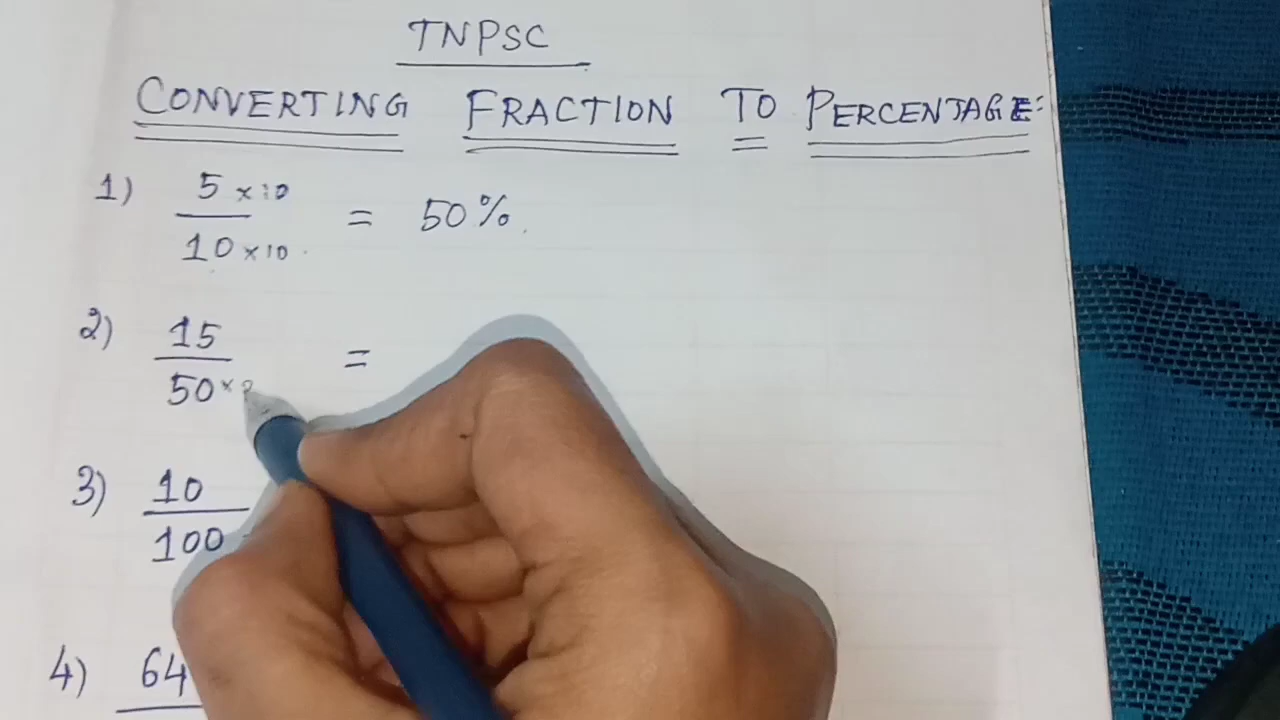 TNPSC
CONVERTING FRACTION TO PERCENTAGE:
1) 5 × 10
10 × 10 = 50%.
2) 15
50 × =
3) 10
100
4) 64